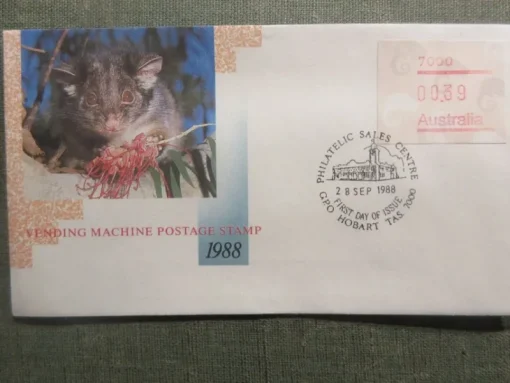 7000
00.39
Australia
PHILATELIC SALES CENTRE
28 SEP 1988
FIRST DAY OF ISSUE
GPO HOBART TAS 7000
VENDING MACHINE POSTAGE STAMP
1988